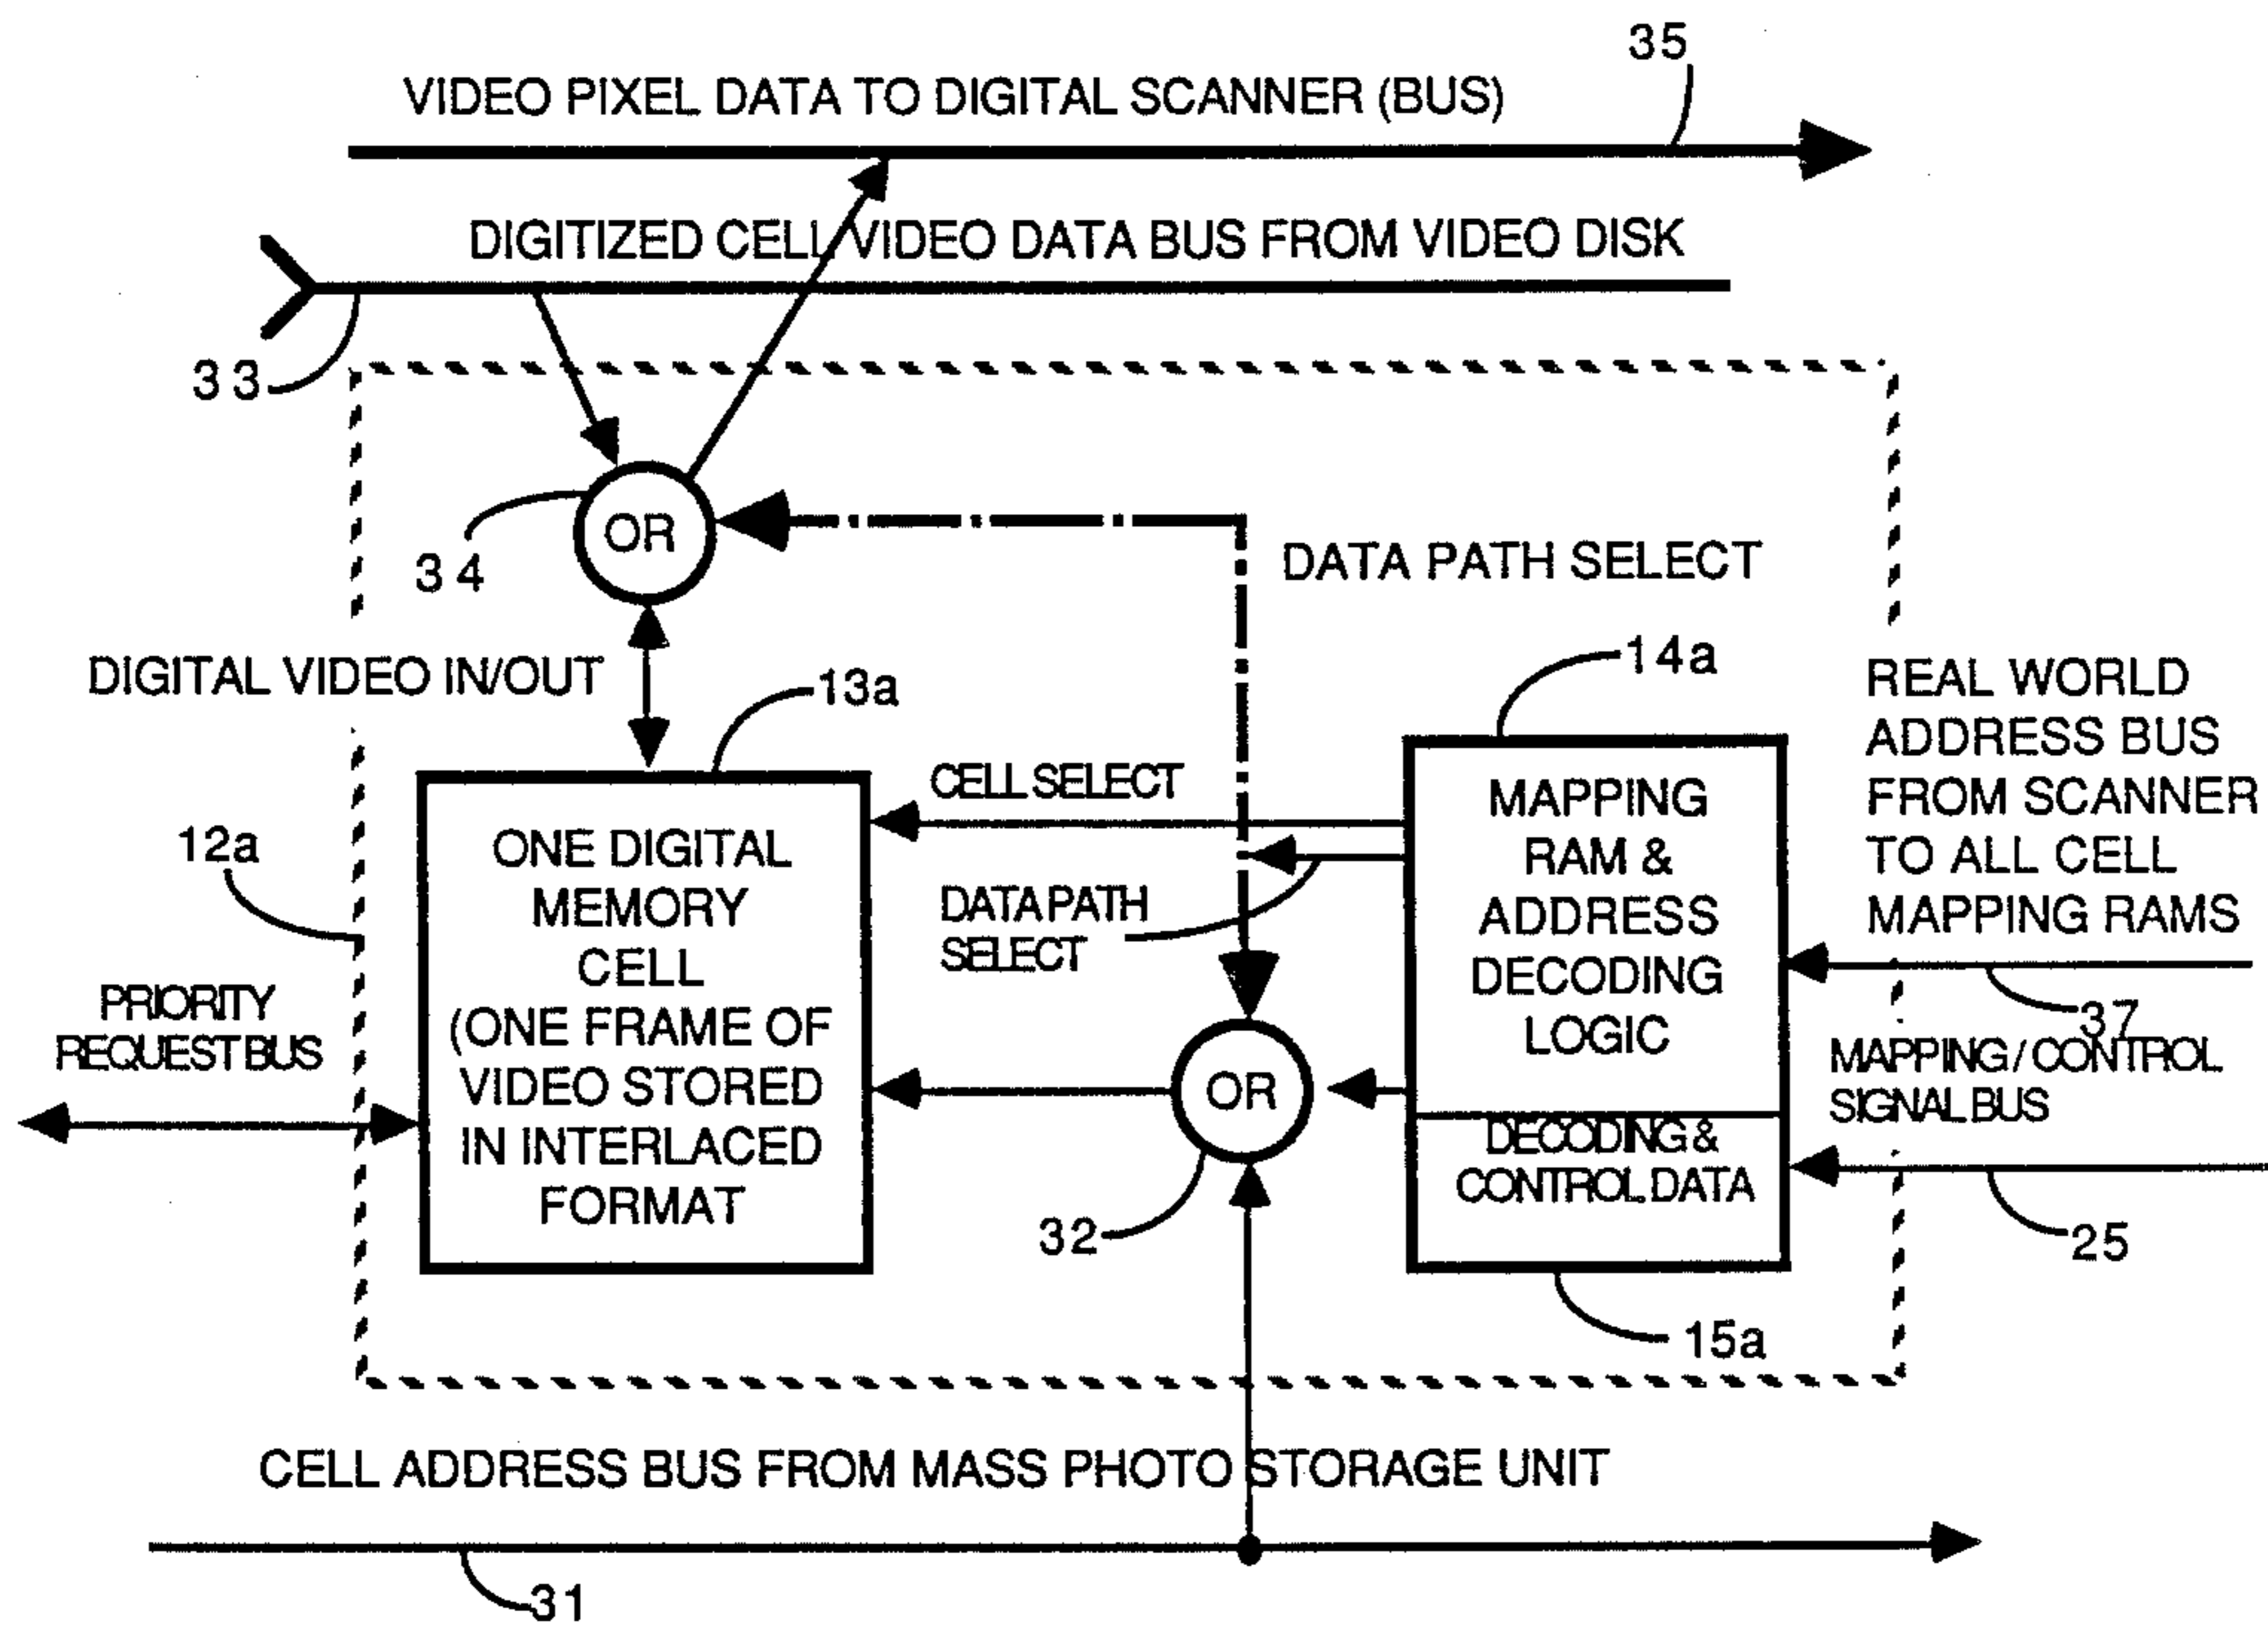 35
VIDEO PIXEL DATA TO DIGITAL SCANNER (BUS)
DIGITIZED CELL VIDEO DATA BUS FROM VIDEO DISK
33
OR
34
DATA PATH SELECT
DIGITAL VIDEO IN/OUT
13a
14a
REAL WORLD
ADDRESS BUS
FROM SCANNER
TO ALL CELL
MAPPING RAMS
CELL SELECT
12a
ONE DIGITAL
MEMORY
CELL
(ONE FRAME OF
VIDEO STORED
IN INTERLACED
FORMAT
MAPPING
RAM &
ADDRESS
DECODING
LOGIC
DATA PATH
SELECT
PRIORITY
REQUEST BUS
37
MAPPING / CONTROL
SIGNAL BUS
OR
DECODING &
CONTROL DATA
32
25
15a
CELL ADDRESS BUS FROM MASS PHOTO STORAGE UNIT
31